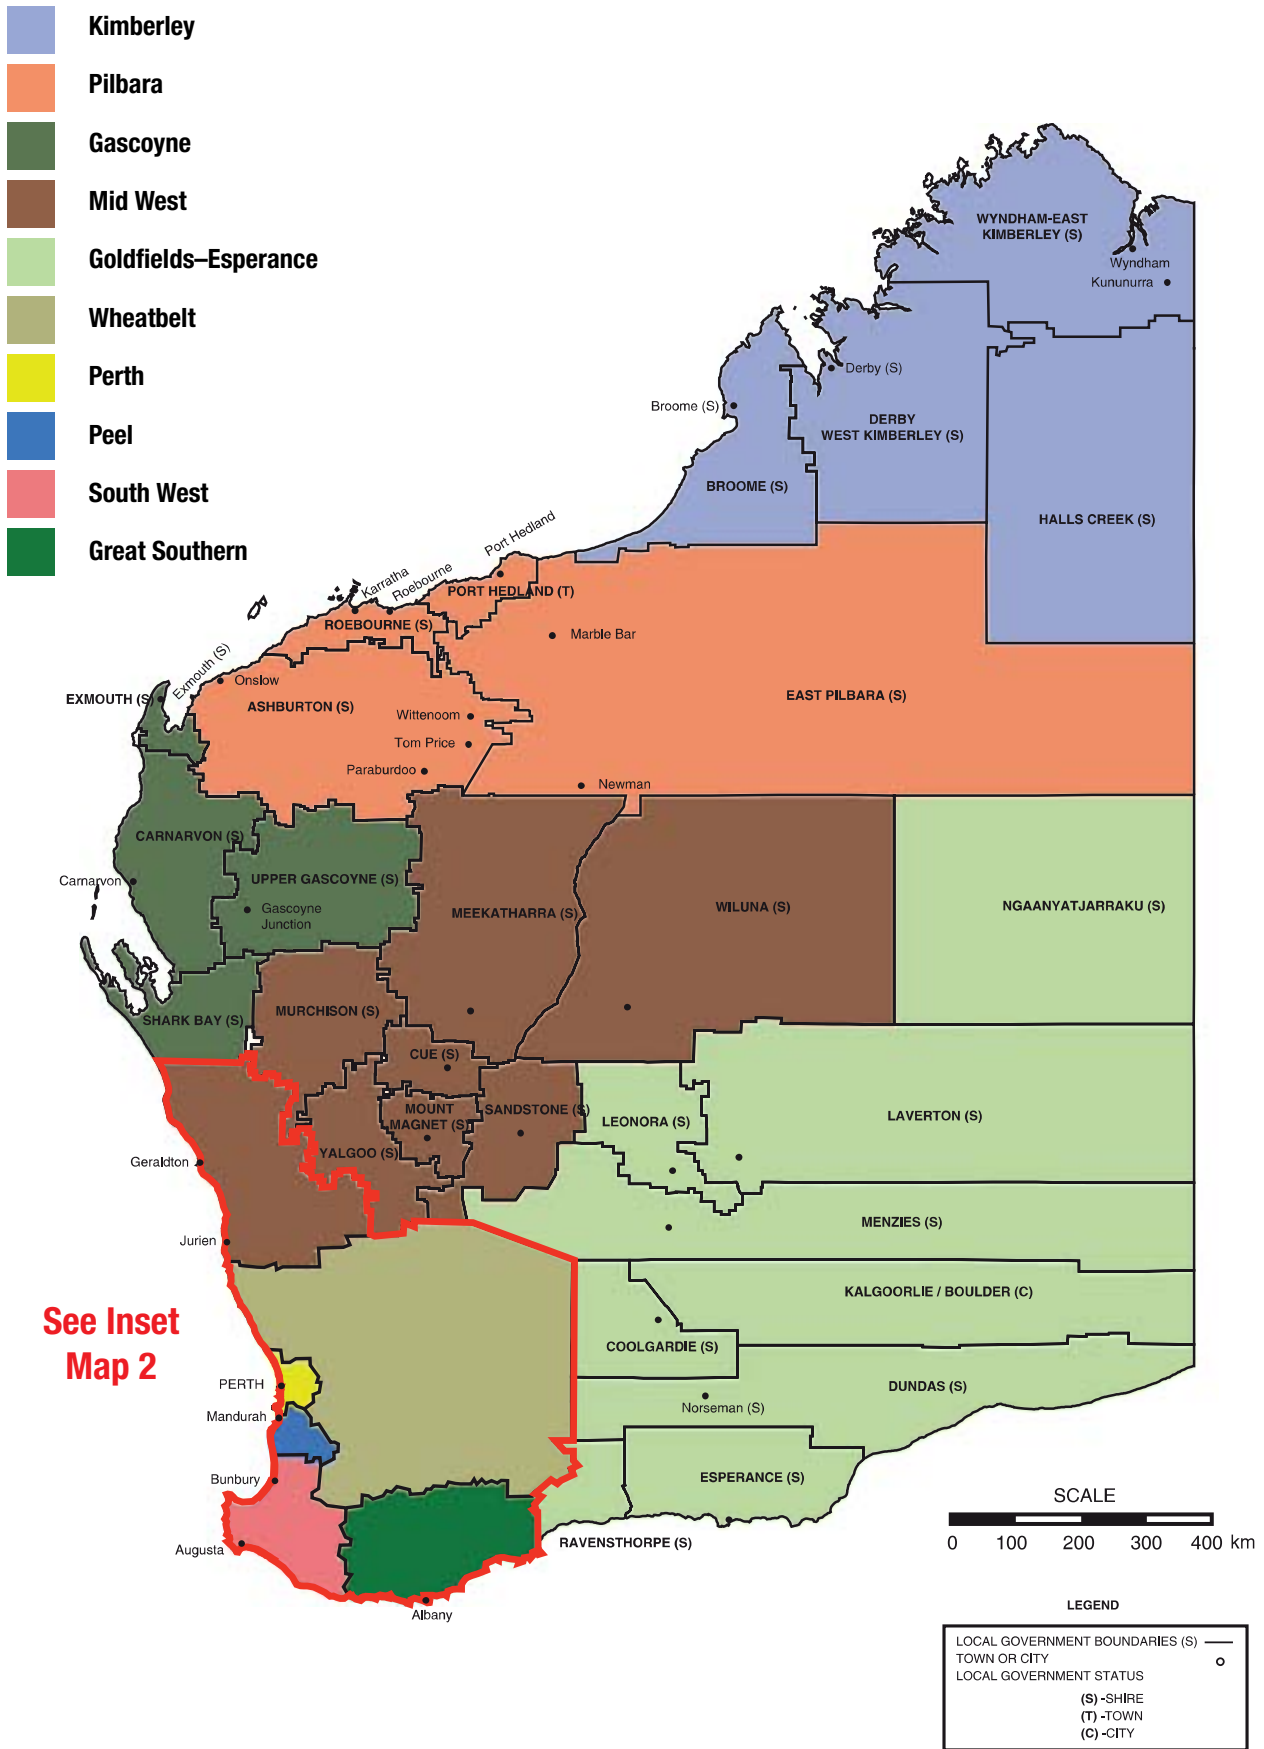 Kimberley
Pilbara
Gascoyne
Mid West
Goldfields–Esperance
Wheatbelt
Perth
Peel
South West
Great Southern
WYNDHAM-EAST
KIMBERLEY (S)
Wyndham
Kununurra
Derby (S)
Broome (S)
DERBY
WEST KIMBERLEY (S)
BROOME (S)
HALLS CREEK (S)
Port Hedland
Karratha
Roebourne
PORT HEDLAND (T)
ROEBOURNE (S)
Marble Bar
Exmouth (S)
Onslow
EXMOUTH (S)
ASHBURTON (S)
EAST PILBARA (S)
Wittenoom
Tom Price
Paraburdoo
Newman
CARNARVON (S)
Carnarvon
UPPER GASCOYNE (S)
Gascoyne
Junction
MEEKATHARRA (S)
WILUNA (S)
NGAANYATJARRAKU (S)
SHARK BAY (S)
MURCHISON (S)
CUE (S)
MOUNT
MAGNET (S)
SANDSTONE (S)
LEONORA (S)
LAVERTON (S)
YALGOO (S)
Geraldton
MENZIES (S)
Jurien
KALGOORLIE / BOULDER (C)
See Inset
Map 2
COOLGARDIE (S)
PERTH
DUNDAS (S)
Norseman (S)
Mandurah
Bunbury
ESPERANCE (S)
Augusta
RAVENSTHORPE (S)
Albany
SCALE
0 100 200 300 400 km
LEGEND
LOCAL GOVERNMENT BOUNDARIES (S)
TOWN OR CITY
LOCAL GOVERNMENT STATUS
(S) -SHIRE
(T) -TOWN
(C) -CITY